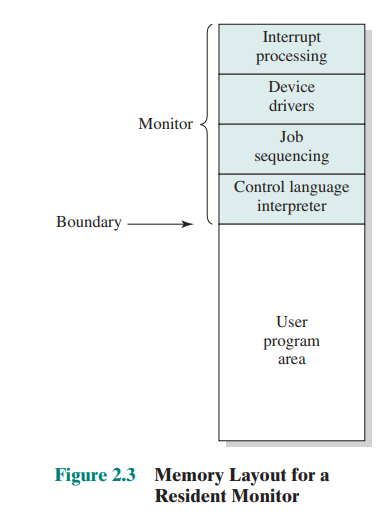 Interrupt
processing
Device
drivers
Monitor
Job
sequencing
Control language
interpreter
Boundary
User
program
area
Figure 2.3 Memory Layout for a
Resident Monitor